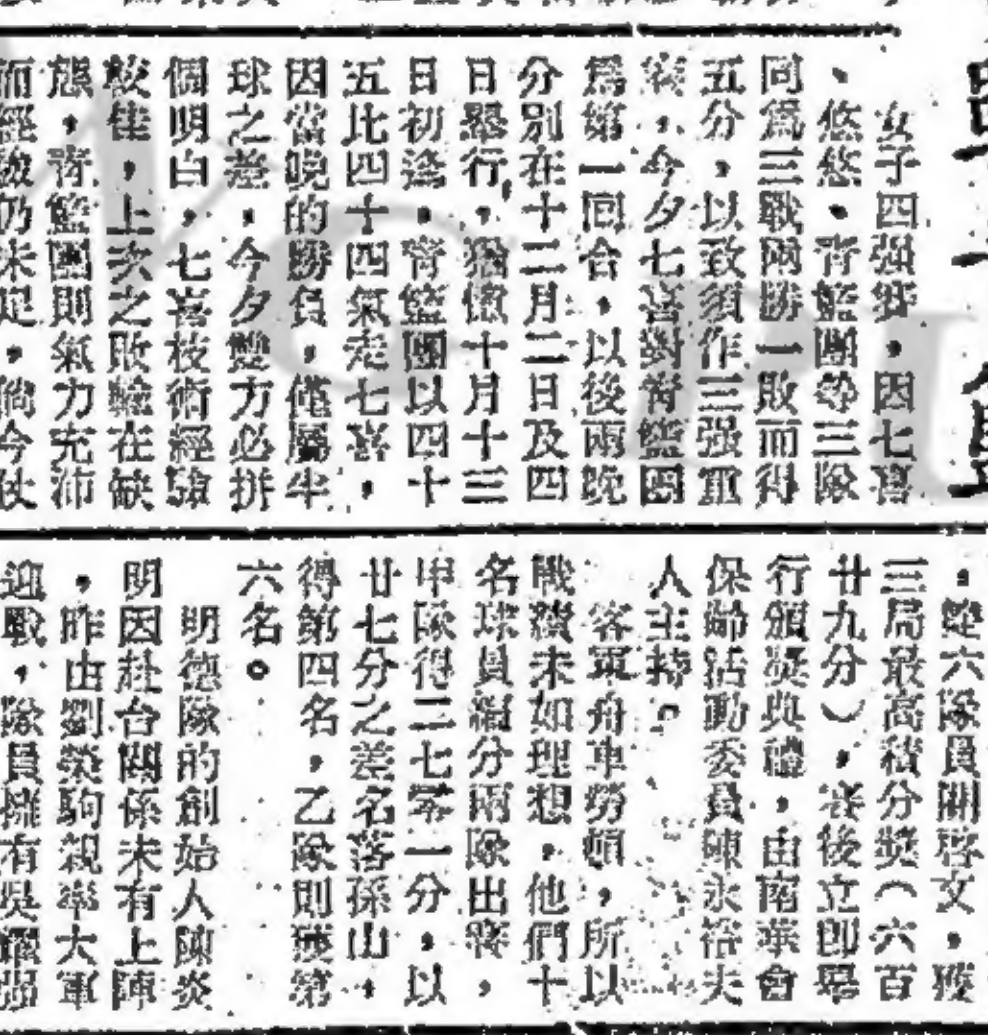 女子四强賽，因七喜
、悠悠、青籃團等三隊
同爲三戰兩勝一敗而得
五分，以致須作三强重
賽，今夕七喜對青籃團
爲第一回合，以後兩晚
分別在十二月二日及四
日舉行，猶憶十月十三
日初逢，青籃團以四十
五比四十四氣走七喜，
因當晚的勝負，僅屬半
球之差，今夕雙方必拼
個明白，七喜技術經驗
較佳，上次之敗輸在缺
態，青籃團則氣力充沛
而經驗仍未足，倘今仗
，雄六隊員關啓文，獲
三局最高積分獎（六百
廿九分），賽後立即舉
行頒獎典禮，由南華會
保齡活動委員陳永裕夫
人主持。
客軍舟車勞頓，所以
戰績未如理想，他們十
名球員編分兩隊出賽，
甲隊得二七零一分，以
廿七分之差名落孫山，
得第四名，乙隊則獲第
六名。
明德隊的創始人陳炎
明因赴台關係未有上陣
，昨由劉榮駒親率大軍
迎戰，隊員擁有吳